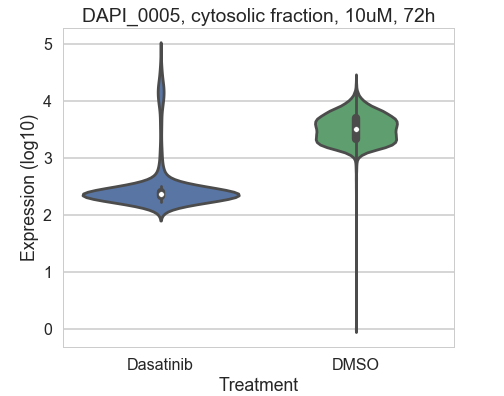 DAPI_0005, cytosolic fraction, 10uM, 72h
Expression (log10)
5
4
3
2
1
0
Dasatinib
DMSO
Treatment